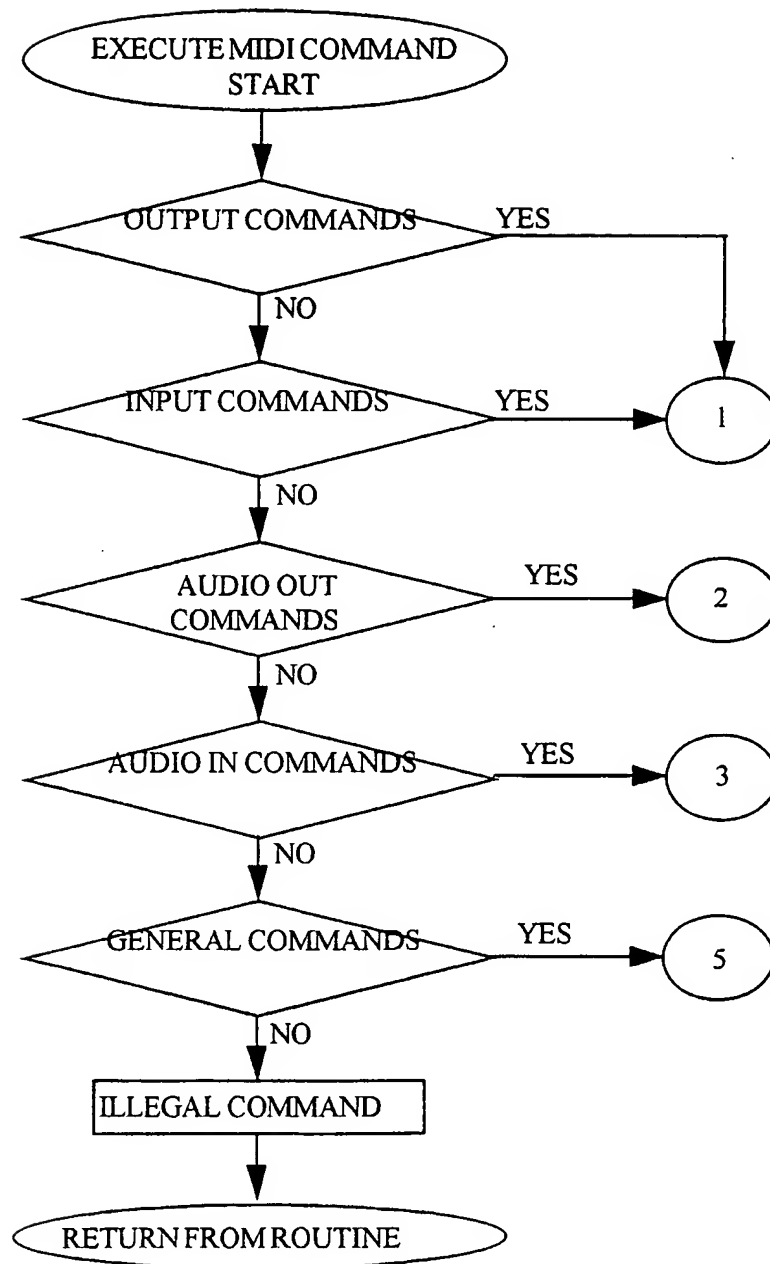 EXECUTE MIDI COMMAND
START
OUTPUT COMMANDS
YES
NO
INPUT COMMANDS
YES
1
NO
AUDIO OUT
COMMANDS
YES
2
NO
AUDIO IN COMMANDS
YES
3
NO
GENERAL COMMANDS
YES
5
NO
ILLEGAL COMMAND
RETURN FROM ROUTINE